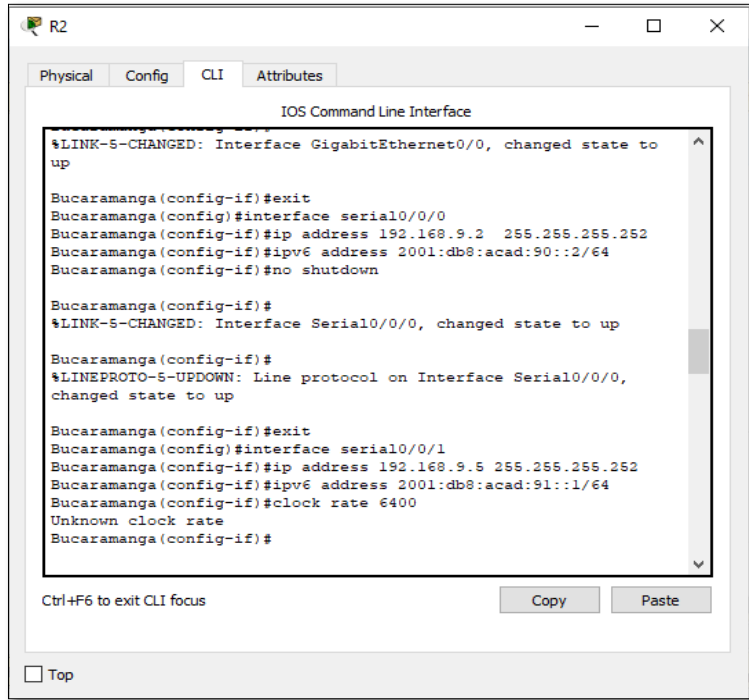 R2
Physical Config CLI Attributes
IOS Command Line Interface
Bucaramanga(config-if)#
%LINK-5-CHANGED: Interface GigabitEthernet0/0, changed state to
up
Bucaramanga(config-if)#exit
Bucaramanga(config)#interface serial0/0/0
Bucaramanga(config-if)#ip address 192.168.9.2  255.255.255.252
Bucaramanga(config-if)#ipv6 address 2001:db8:acad:90::2/64
Bucaramanga(config-if)#no shutdown
Bucaramanga(config-if)#
%LINK-5-CHANGED: Interface Serial0/0/0, changed state to up
Bucaramanga(config-if)#
%LINEPROTO-5-UPDOWN: Line protocol on Interface Serial0/0/0,
changed state to up
Bucaramanga(config-if)#exit
Bucaramanga(config)#interface serial0/0/1
Bucaramanga(config-if)#ip address 192.168.9.5 255.255.255.252
Bucaramanga(config-if)#ipv6 address 2001:db8:acad:91::1/64
Bucaramanga(config-if)#clock rate 6400
Unknown clock rate
Bucaramanga(config-if)#
Ctrl+F6 to exit CLI focus Copy Paste
Top